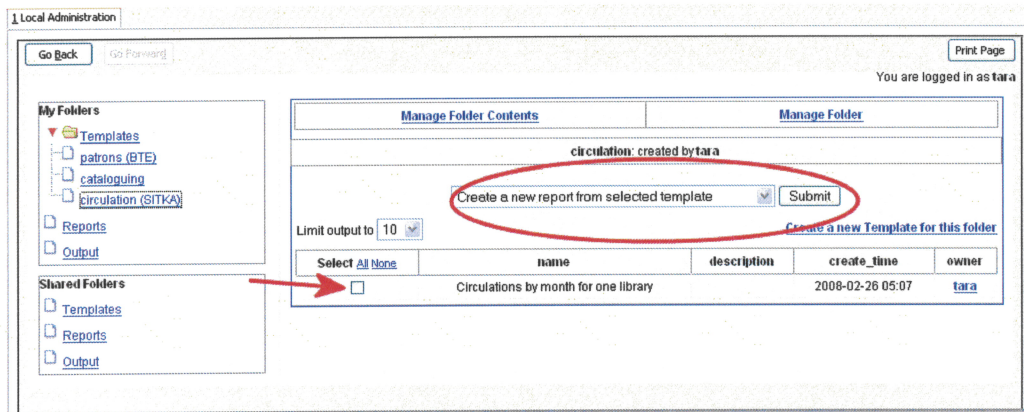 1 Local Administration
Go Back Go Forward Print Page
You are logged in as tara
My Folders
Templates
patrons (BTE)
cataloguing
circulation (SITKA)
Reports
Output
Shared Folders
Templates
Reports
Output
Manage Folder Contents Manage Folder
circulation: created by tara
Create a new report from selected template Submit
Limit output to 10 Create a new Template for this folder
Select All None name description create_time owner
Circulations by month for one library 2008-02-26 05:07 tara